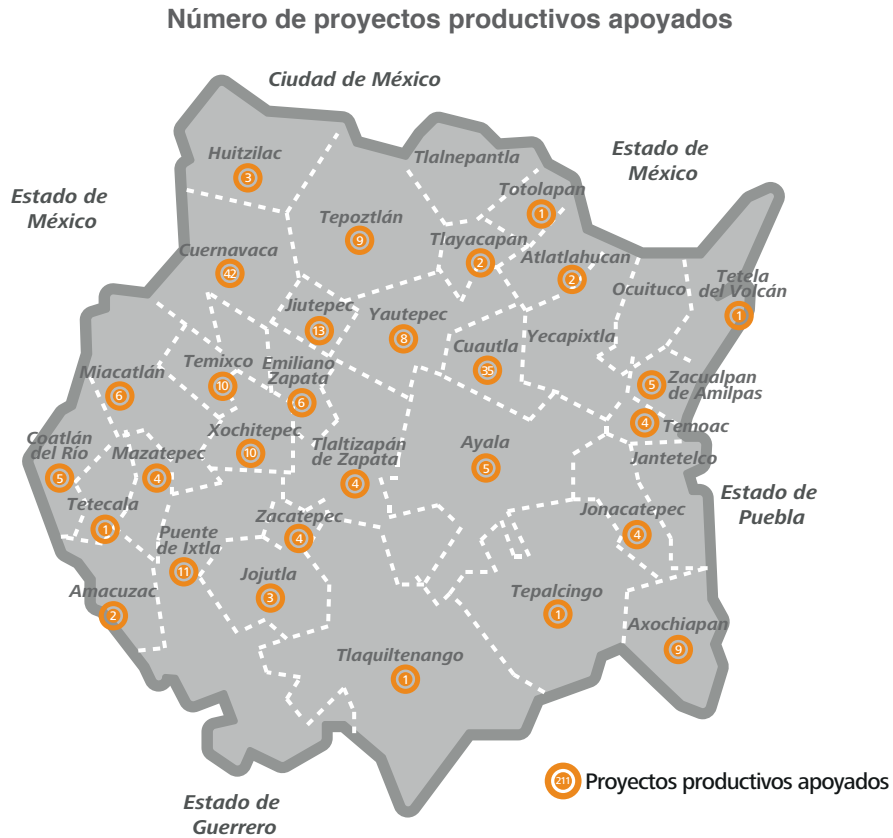 Número de proyectos productivos apoyados
Ciudad de México
Estado de
México
Estado de
México
Huitzilac
3
Tlalnepantla
Totolapan
1
Tepoztlán
9
Tlayacapan
2
Atlatlahucan
2
Cuernavaca
42
Ocuituco
Tetela
del Volcán
1
Jiutepec
13
Yautepec
8
Cuautla
35
Yecapixtla
Miacatlán
6
Temixco
10
Emiliano
Zapata
6
5
Zacualpan
de Amilpas
4
Temoac
Coatlán
del Río
5
Mazatepec
4
Xochitepec
10
Tlaltizapán
de Zapata
4
Ayala
5
Jantetelco
Estado de
Puebla
Tetecala
1
Puente
de Ixtla
11
Zacatepec
4
Jonacatepec
4
Amacuzac
2
Jojutla
3
Tepalcingo
1
Axochiapan
9
Tlaquiltenango
1
211 Proyectos productivos apoyados
Estado de
Guerrero